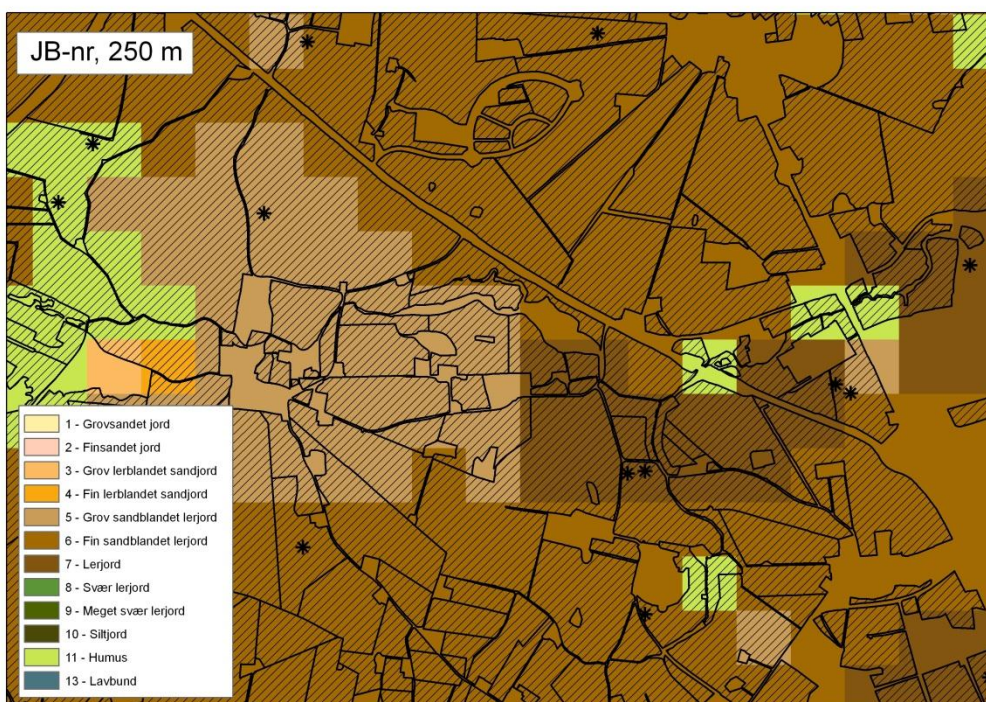 JB-nr, 250 m
1 - Grovsandet jord
2 - Finsandet jord
3 - Grov lerblandet sandjord
4 - Fin lerblandet sandjord
5 - Grov sandblandet lerjord
6 - Fin sandblandet lerjord
7 - Lerjord
8 - Svær lerjord
9 - Meget svær lerjord
10 - Siltjord
11 - Humus
13 - Lavbund